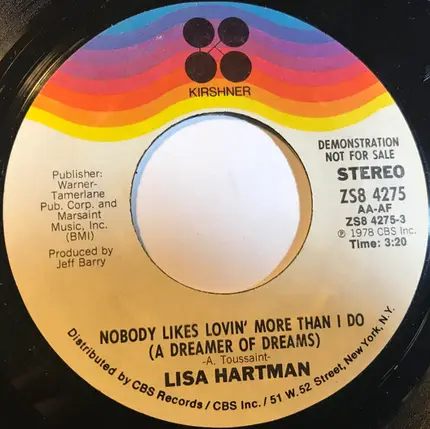 KIRSHNER
DEMONSTRATION
NOT FOR SALE
STEREO
ZS8 4275
AA-AF
ZS8 4275-3
℗ 1978 CBS Inc.
Time: 3:20
Publisher:
Warner-
Tamerlane
Pub. Corp. and
Marsaint
Music, Inc.
(BMI)
Produced by
Jeff Barry
NOBODY LIKES LOVIN' MORE THAN I DO
(A DREAMER OF DREAMS)
-A. Toussaint-
LISA HARTMAN
Distributed by CBS Records / CBS Inc. / 51 W. 52 Street, New York, N.Y.